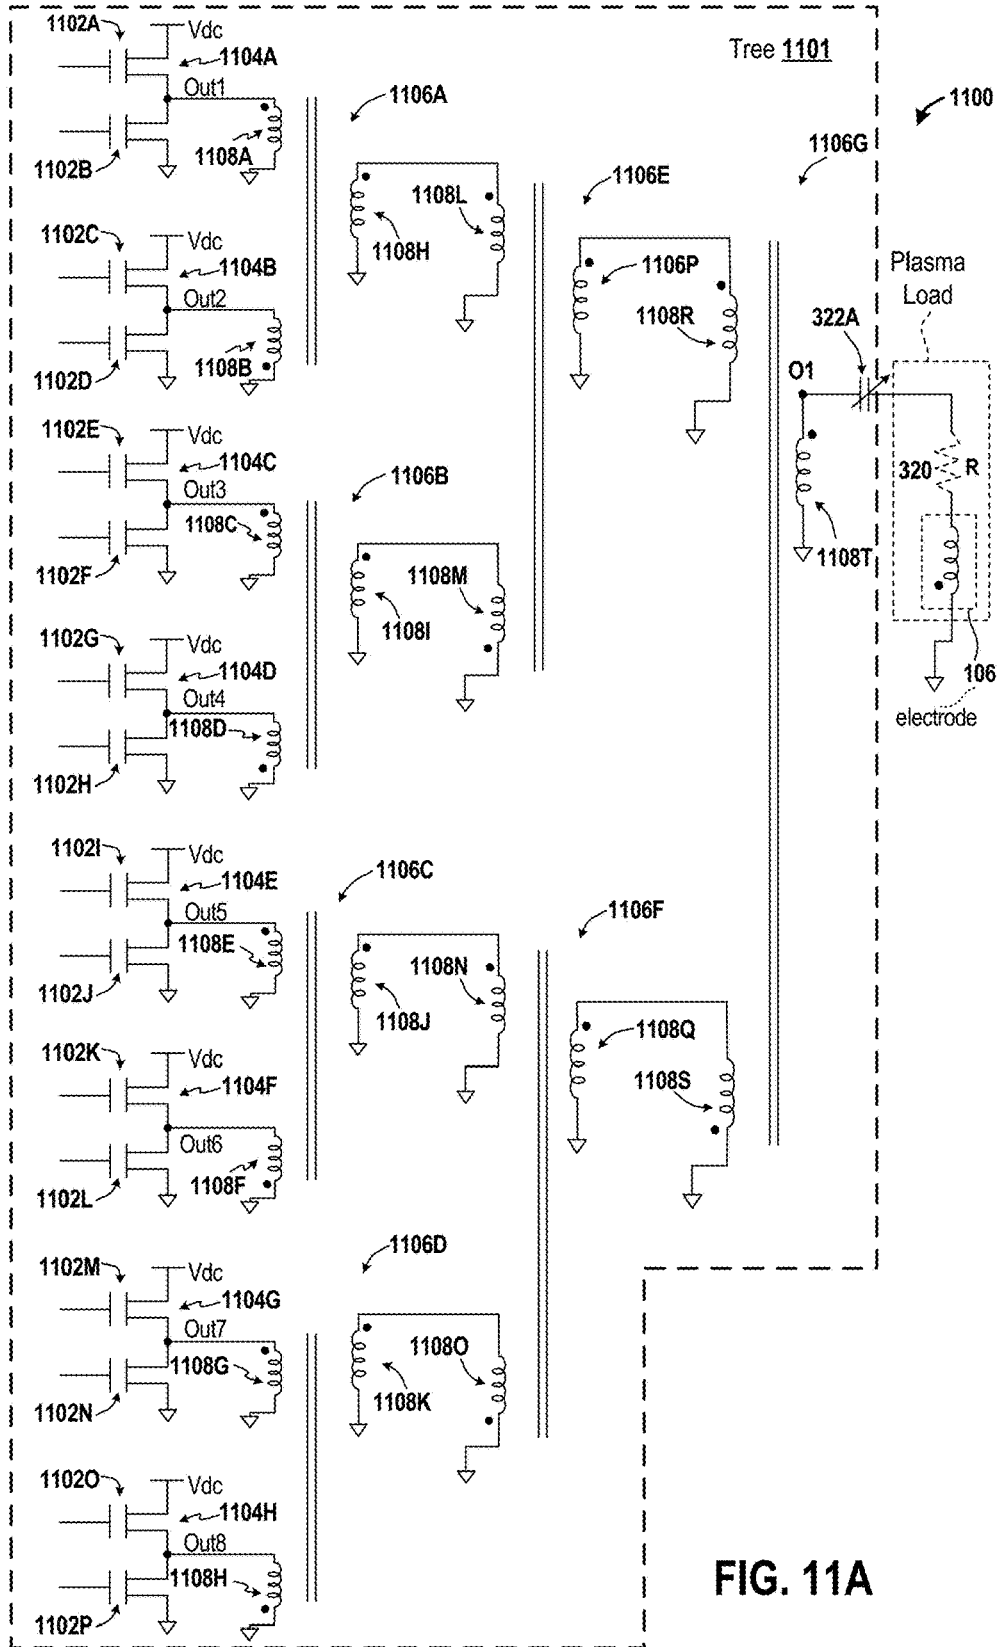 1102A
Vdc
1104A
Out1
1108A
1102B
1106A
Tree 1101
1100
1106G
1102C
Vdc
1104B
Out2
1108B
1102D
1108H
1108L
1106E
1106P
1108R
Plasma
Load
322A
O1
1102E
Vdc
1104C
Out3
1108C
1102F
1106B
320
R
1108T
1108M
1108I
1102G
Vdc
1104D
Out4
1108D
1102H
106
electrode
1102I
Vdc
1104E
Out5
1108E
1102J
1106C
1106F
1108N
1108J
1102K
Vdc
1104F
Out6
1108F
1102L
1108Q
1108S
1102M
Vdc
1104G
Out7
1108G
1102N
1106D
1108O
1108K
1102O
Vdc
1104H
Out8
1108H
1102P
FIG. 11A